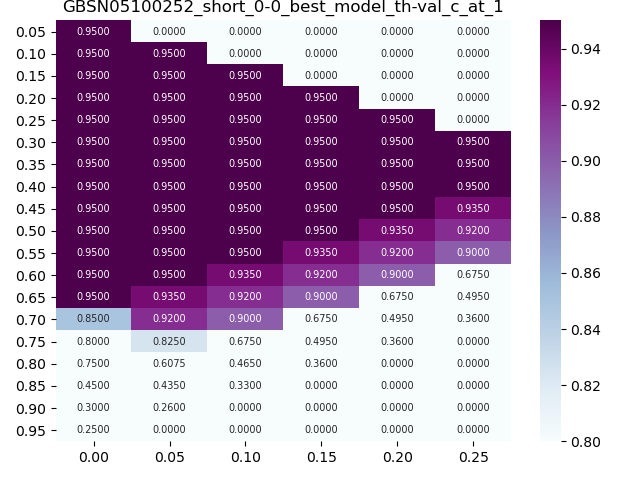 GBSN05100252_short_0-0_best_model_th-val_c_at_1
0.05 0.9500 0.0000 0.0000 0.0000 0.0000 0.0000
0.10 0.9500 0.9500 0.0000 0.0000 0.0000 0.0000
0.15 0.9500 0.9500 0.9500 0.0000 0.0000 0.0000
0.20 0.9500 0.9500 0.9500 0.9500 0.0000 0.0000
0.25 0.9500 0.9500 0.9500 0.9500 0.9500 0.0000
0.30 0.9500 0.9500 0.9500 0.9500 0.9500 0.9500
0.35 0.9500 0.9500 0.9500 0.9500 0.9500 0.9500
0.40 0.9500 0.9500 0.9500 0.9500 0.9500 0.9500
0.45 0.9500 0.9500 0.9500 0.9500 0.9500 0.9350
0.50 0.9500 0.9500 0.9500 0.9500 0.9350 0.9200
0.55 0.9500 0.9500 0.9500 0.9350 0.9200 0.9000
0.60 0.9500 0.9500 0.9350 0.9200 0.9000 0.6750
0.65 0.9500 0.9350 0.9200 0.9000 0.6750 0.4950
0.70 0.8500 0.9200 0.9000 0.6750 0.4950 0.3600
0.75 0.8000 0.8250 0.6750 0.4950 0.3600 0.0000
0.80 0.7500 0.6075 0.4650 0.3600 0.0000 0.0000
0.85 0.4500 0.4350 0.3300 0.0000 0.0000 0.0000
0.90 0.3000 0.2600 0.0000 0.0000 0.0000 0.0000
0.95 0.2500 0.0000 0.0000 0.0000 0.0000 0.0000
0.00 0.05 0.10 0.15 0.20 0.25
0.94
0.92
0.90
0.88
0.86
0.84
0.82
0.80